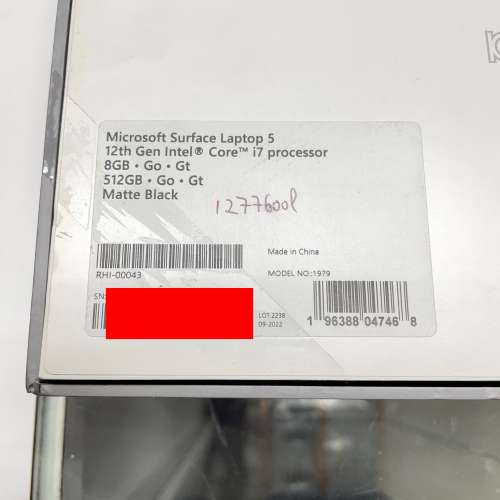 Microsoft Surface Laptop 5
12th Gen Intel® Core™ i7 processor
8GB • Go • Gt
512GB • Go • Gt
Matte Black
1277600l
Made in China
RHI-00043
MODEL NO.:1979
SN:
LOT:2238
09-2022
1 96388 04746 8